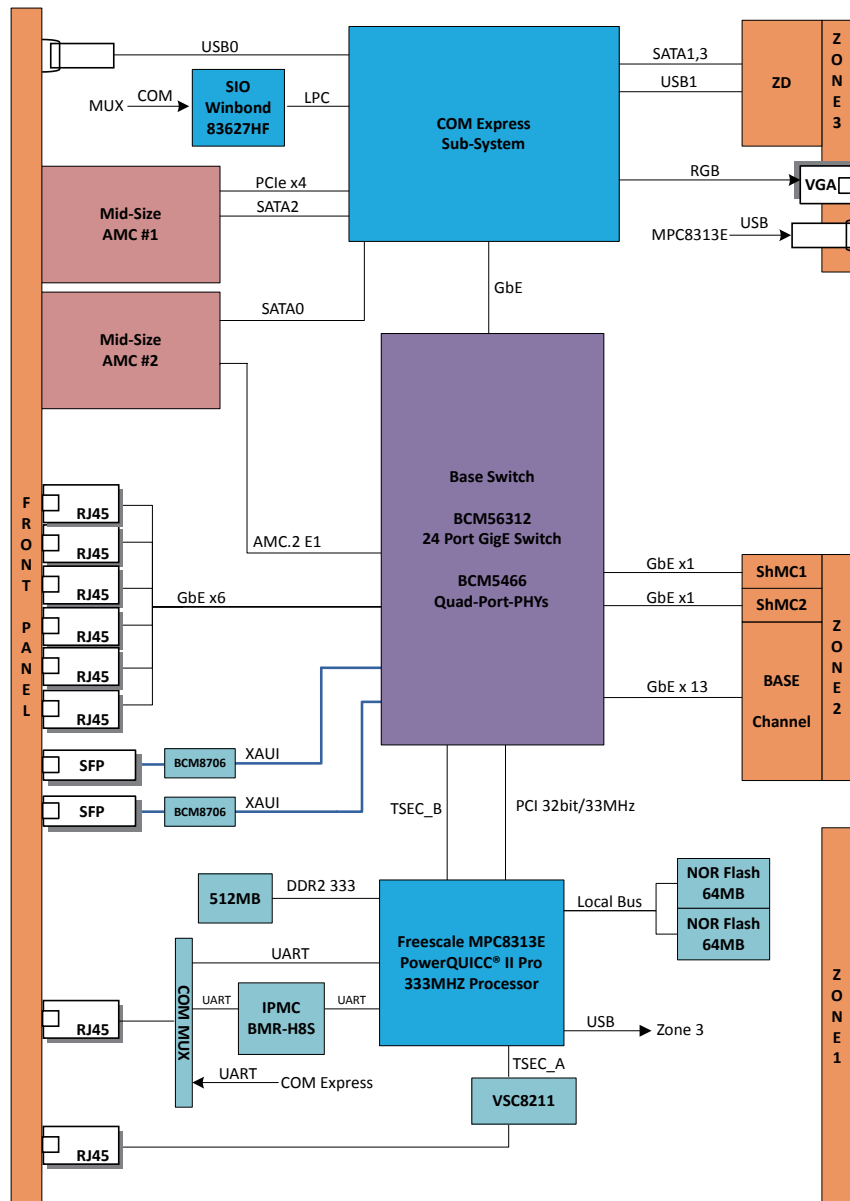 USB0
SIO
Winbond
83627HF
MUX
COM
LPC
COM Express
Sub-System
SATA1,3
USB1
ZD
ZONE3
RGB
VGA
MPC8313E
USB
Mid-Size
AMC #1
PCIe x4
SATA2
Mid-Size
AMC #2
SATA0
GbE
AMC.2 E1
Base Switch
BCM56312
24 Port GigE Switch
BCM5466
Quad-Port-PHYs
FRONT PANEL
RJ45
RJ45
RJ45
RJ45
RJ45
RJ45
GbE x6
GbE x1
ShMC1
GbE x1
ShMC2
GbE x 13
BASE
Channel
ZONE2
SFP
BCM8706
XAUI
SFP
BCM8706
XAUI
TSEC_B
PCI 32bit/33MHz
512MB
DDR2 333
Freescale MPC8313E
PowerQUICC® II Pro
333MHZ Processor
Local Bus
NOR Flash
64MB
NOR Flash
64MB
UART
COM MUX
UART
IPMC
BMR-H8S
UART
RJ45
UART
COM Express
USB
Zone 3
ZONE1
TSEC_A
VSC8211
RJ45